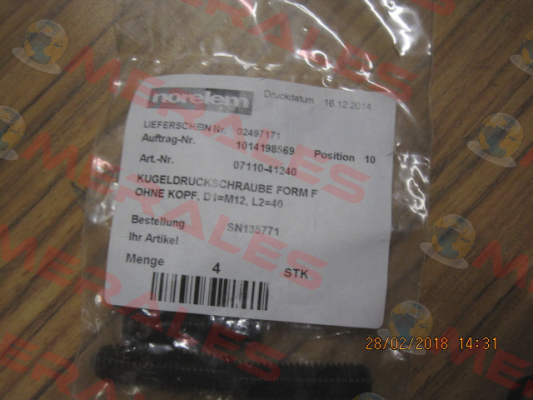 norelem
Druckdatum 16.12.2014
LIEFERSCHEIN Nr. 02497171
Auftrag-Nr. 1014198569 Position 10
Art.-Nr. 07110-41240
KUGELDRUCKSCHRAUBE FORM F
OHNE KOPF, D1=M12, L2=40
Bestellung SN135771
Ihr Artikel
Menge 4 STK
28/02/2018 14:31
MERALES